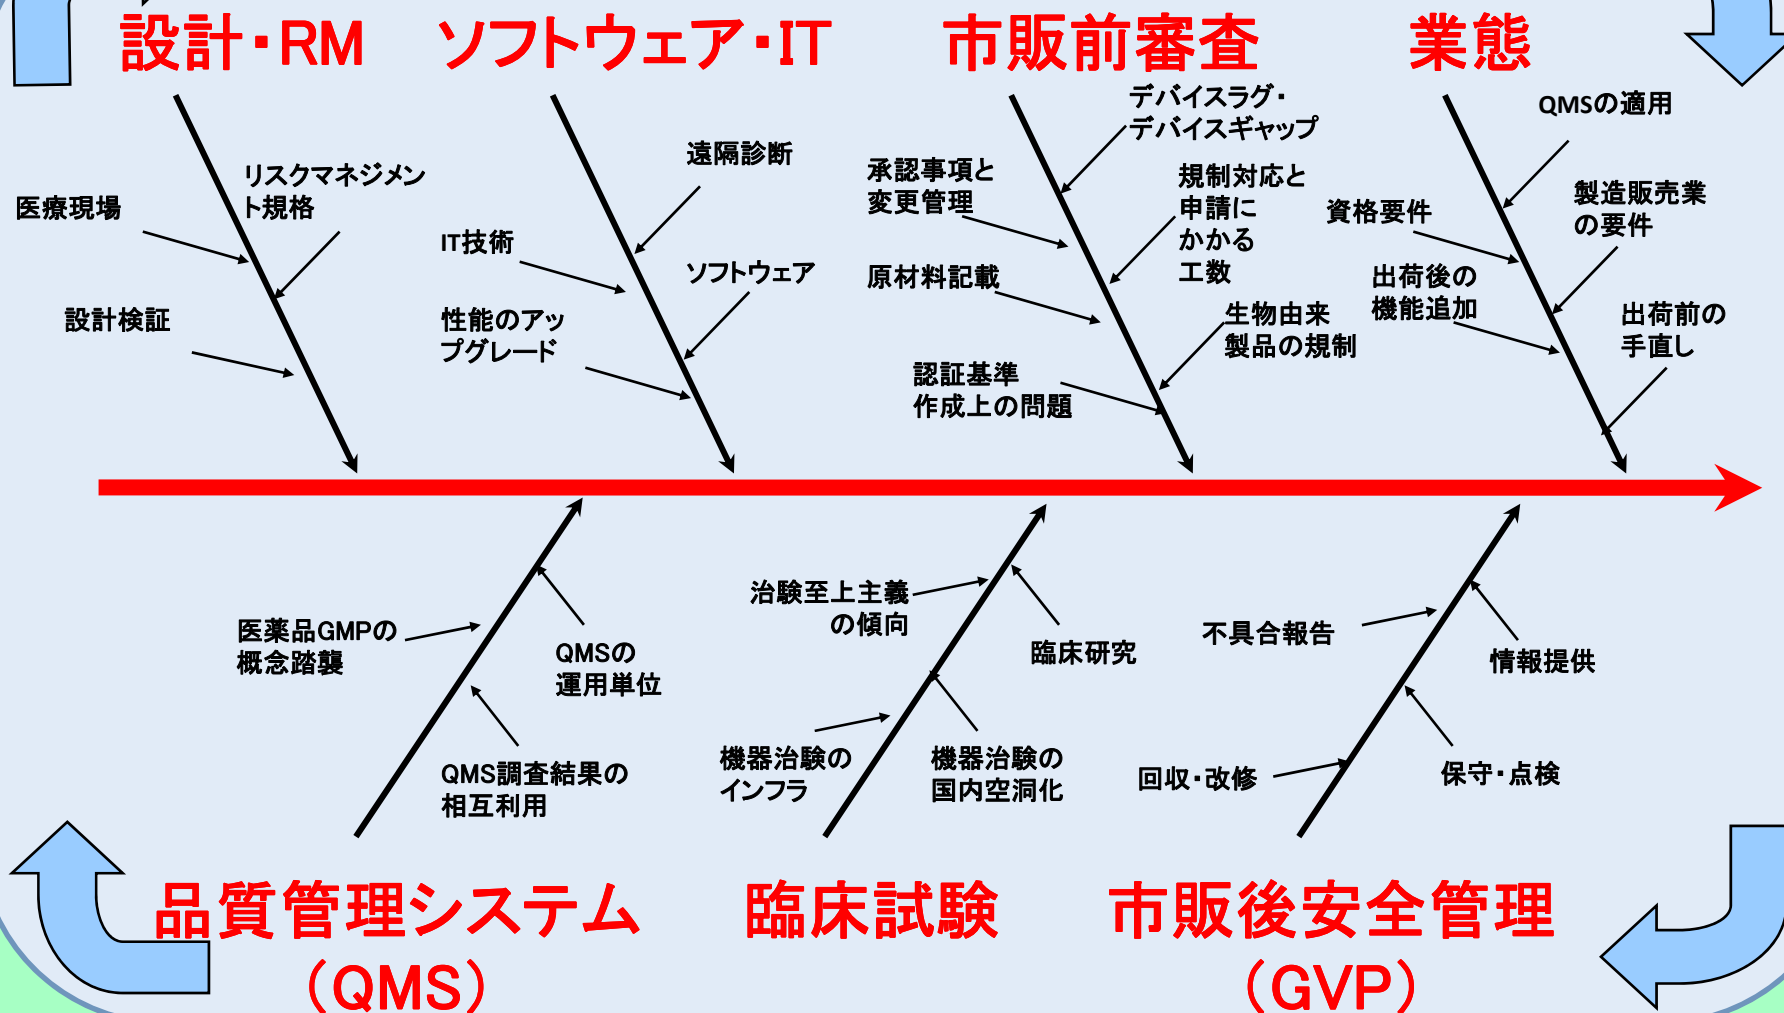 設計・RM
ソフトウェア・IT
市販前審査
業態
医療現場
リスクマネジメン
ト規格
設計検証
遠隔診断
IT技術
ソフトウェア
性能のアッ
プグレード
デバイスラグ・
デバイスギャップ
承認事項と
変更管理
規制対応と
申請に
かかる
工数
原材料記載
生物由来
製品の規制
認証基準
作成上の問題
QMSの適用
資格要件
製造販売業
の要件
出荷後の
機能追加
出荷前の
手直し
医薬品GMPの
概念踏襲
QMSの
運用単位
QMS調査結果の
相互利用
治験至上主義
の傾向
臨床研究
機器治験の
インフラ
機器治験の
国内空洞化
不具合報告
情報提供
回収・改修
保守・点検
品質管理システム
（QMS）
臨床試験
市販後安全管理
（GVP）